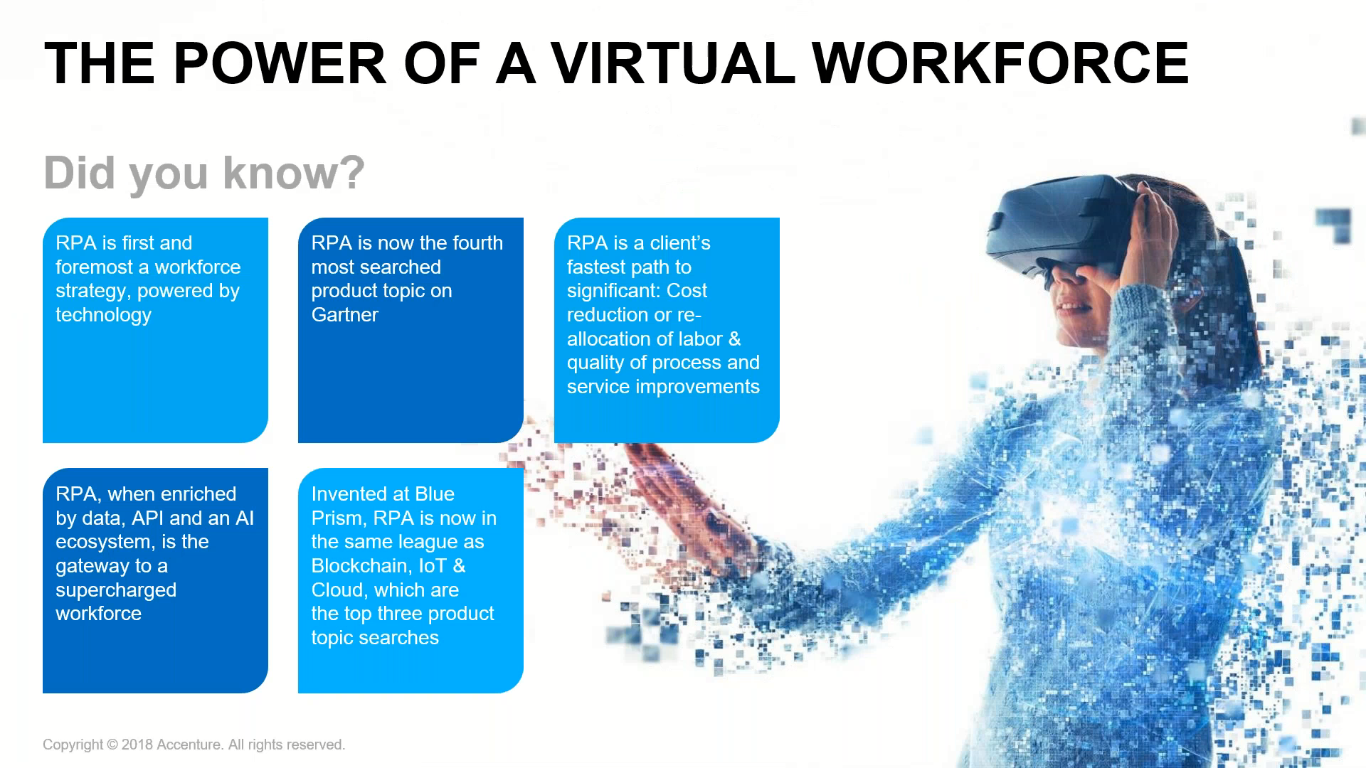 THE POWER OF A VIRTUAL WORKFORCE
Did you know?
RPA is first and
foremost a workforce
strategy, powered by
technology
RPA is now the fourth
most searched
product topic on
Gartner
RPA is a client’s
fastest path to
significant: Cost
reduction or re-
allocation of labor &
quality of process and
service improvements
RPA, when enriched
by data, API and an AI
ecosystem, is the
gateway to a
supercharged
workforce
Invented at Blue
Prism, RPA is now in
the same league as
Blockchain, IoT &
Cloud, which are
the top three product
topic searches
Copyright © 2018 Accenture. All rights reserved.